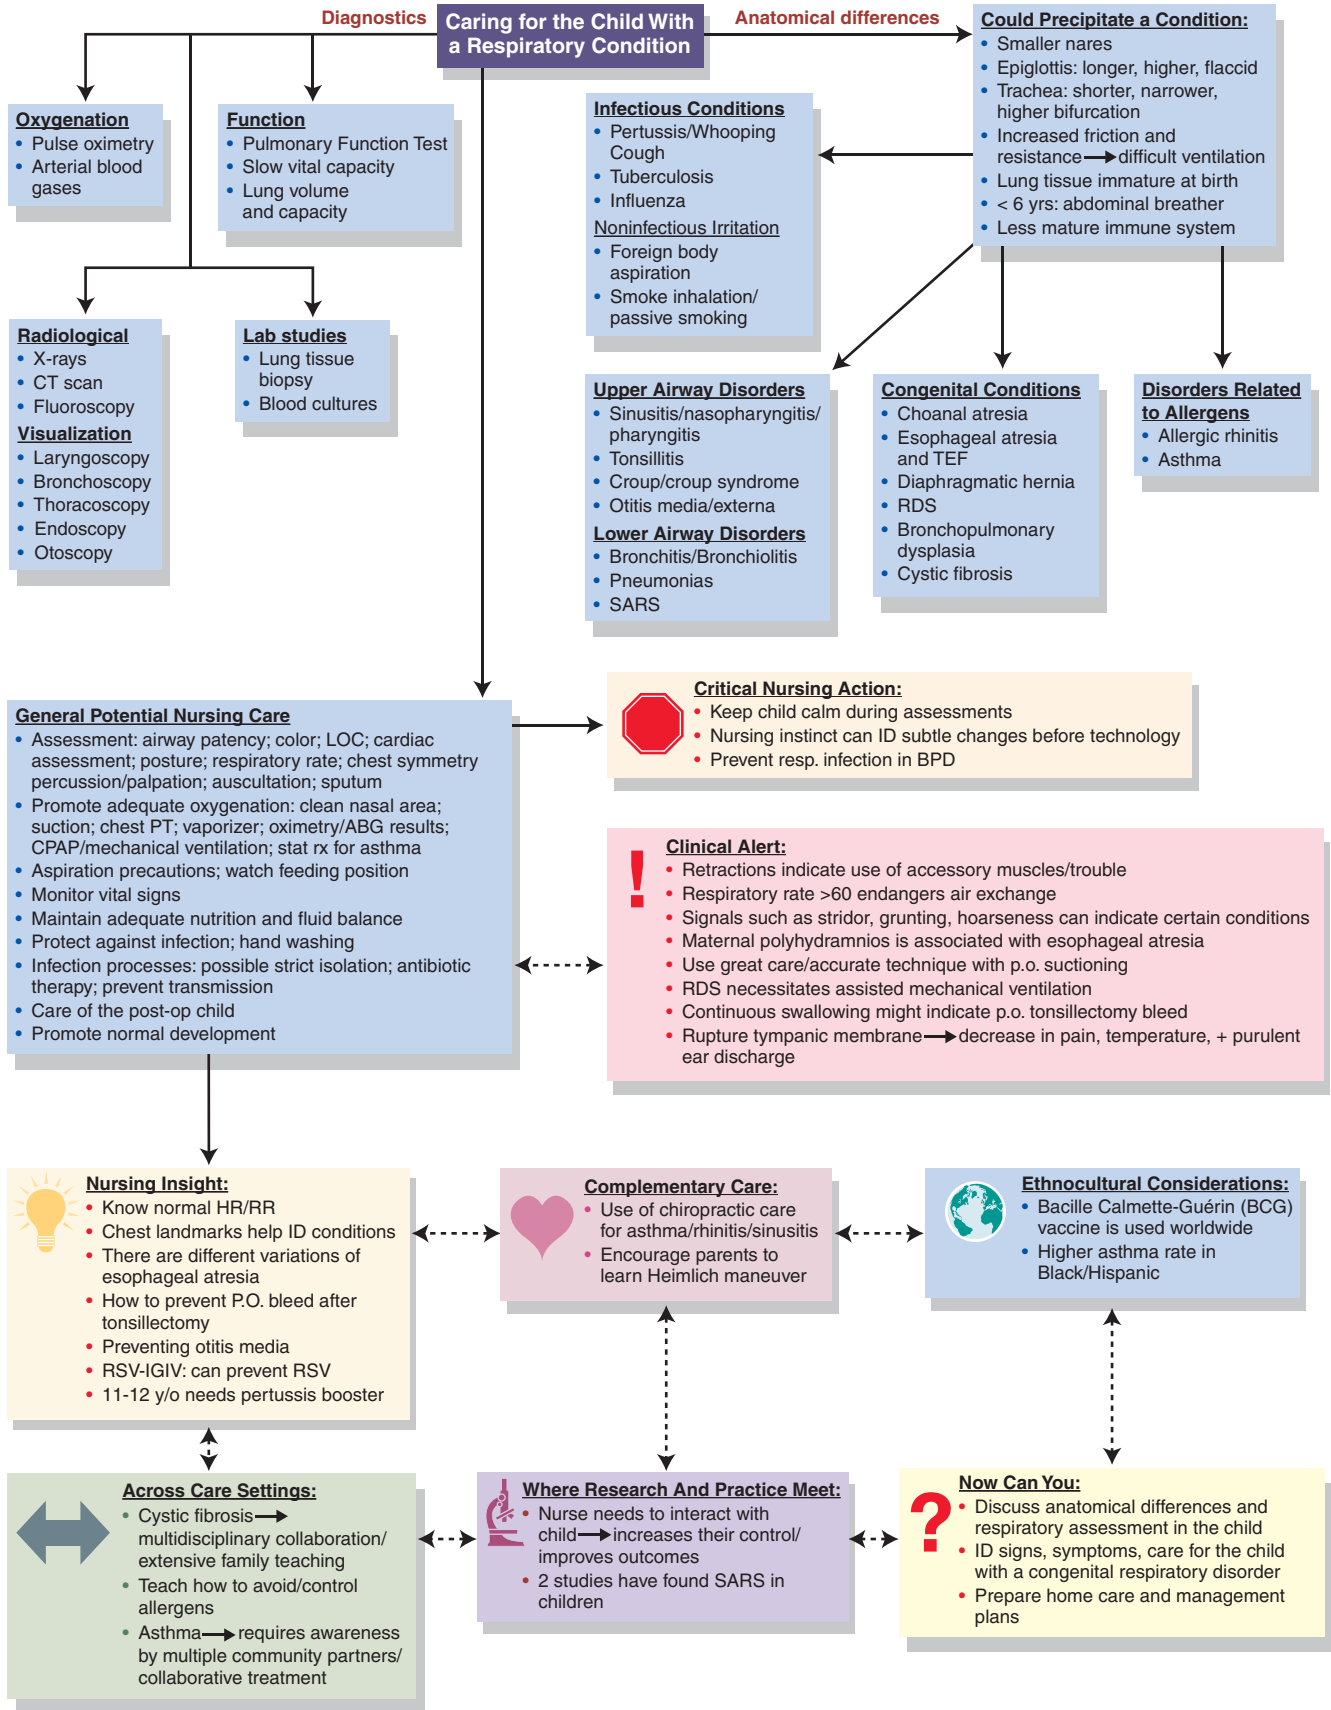 Diagnostics
Caring for the Child With
a Respiratory Condition
Anatomical differences
Could Precipitate a Condition:
• Smaller nares
• Epiglottis: longer, higher, flaccid
• Trachea: shorter, narrower,
higher bifurcation
• Increased friction and
resistance → difficult ventilation
• Lung tissue immature at birth
• < 6 yrs: abdominal breather
• Less mature immune system
Oxygenation
• Pulse oximetry
• Arterial blood
gases
Function
• Pulmonary Function Test
• Slow vital capacity
• Lung volume
and capacity
Infectious Conditions
• Pertussis/Whooping
Cough
• Tuberculosis
• Influenza
Noninfectious Irritation
• Foreign body
aspiration
• Smoke inhalation/
passive smoking
Radiological
• X-rays
• CT scan
• Fluoroscopy
Visualization
• Laryngoscopy
• Bronchoscopy
• Thoracoscopy
• Endoscopy
• Otoscopy
Lab studies
• Lung tissue
biopsy
• Blood cultures
Upper Airway Disorders
• Sinusitis/nasopharyngitis/
pharyngitis
• Tonsillitis
• Croup/croup syndrome
• Otitis media/externa
Lower Airway Disorders
• Bronchitis/Bronchiolitis
• Pneumonias
• SARS
Congenital Conditions
• Choanal atresia
• Esophageal atresia
and TEF
• Diaphragmatic hernia
• RDS
• Bronchopulmonary
dysplasia
• Cystic fibrosis
Disorders Related
to Allergens
• Allergic rhinitis
• Asthma
General Potential Nursing Care
• Assessment: airway patency; color; LOC; cardiac
assessment; posture; respiratory rate; chest symmetry
percussion/palpation; auscultation; sputum
• Promote adequate oxygenation: clean nasal area;
suction; chest PT; vaporizer; oximetry/ABG results;
CPAP/mechanical ventilation; stat rx for asthma
• Aspiration precautions; watch feeding position
• Monitor vital signs
• Maintain adequate nutrition and fluid balance
• Protect against infection; hand washing
• Infection processes: possible strict isolation; antibiotic
therapy; prevent transmission
• Care of the post-op child
• Promote normal development
Critical Nursing Action:
• Keep child calm during assessments
• Nursing instinct can ID subtle changes before technology
• Prevent resp. infection in BPD
!
Clinical Alert:
• Retractions indicate use of accessory muscles/trouble
• Respiratory rate >60 endangers air exchange
• Signals such as stridor, grunting, hoarseness can indicate certain conditions
• Maternal polyhydramnios is associated with esophageal atresia
• Use great care/accurate technique with p.o. suctioning
• RDS necessitates assisted mechanical ventilation
• Continuous swallowing might indicate p.o. tonsillectomy bleed
• Rupture tympanic membrane → decrease in pain, temperature, + purulent
ear discharge
Nursing Insight:
• Know normal HR/RR
• Chest landmarks help ID conditions
• There are different variations of
esophageal atresia
• How to prevent P.O. bleed after
tonsillectomy
• Preventing otitis media
• RSV-IGIV: can prevent RSV
• 11-12 y/o needs pertussis booster
Complementary Care:
• Use of chiropractic care
for asthma/rhinitis/sinusitis
• Encourage parents to
learn Heimlich maneuver
Ethnocultural Considerations:
• Bacille Calmette-Guérin (BCG)
vaccine is used worldwide
• Higher asthma rate in
Black/Hispanic
Across Care Settings:
• Cystic fibrosis →
multidisciplinary collaboration/
extensive family teaching
• Teach how to avoid/control
allergens
• Asthma → requires awareness
by multiple community partners/
collaborative treatment
Where Research And Practice Meet:
• Nurse needs to interact with
child → increases their control/
improves outcomes
• 2 studies have found SARS in
children
?
Now Can You:
• Discuss anatomical differences and
respiratory assessment in the child
• ID signs, symptoms, care for the child
with a congenital respiratory disorder
• Prepare home care and management
plans